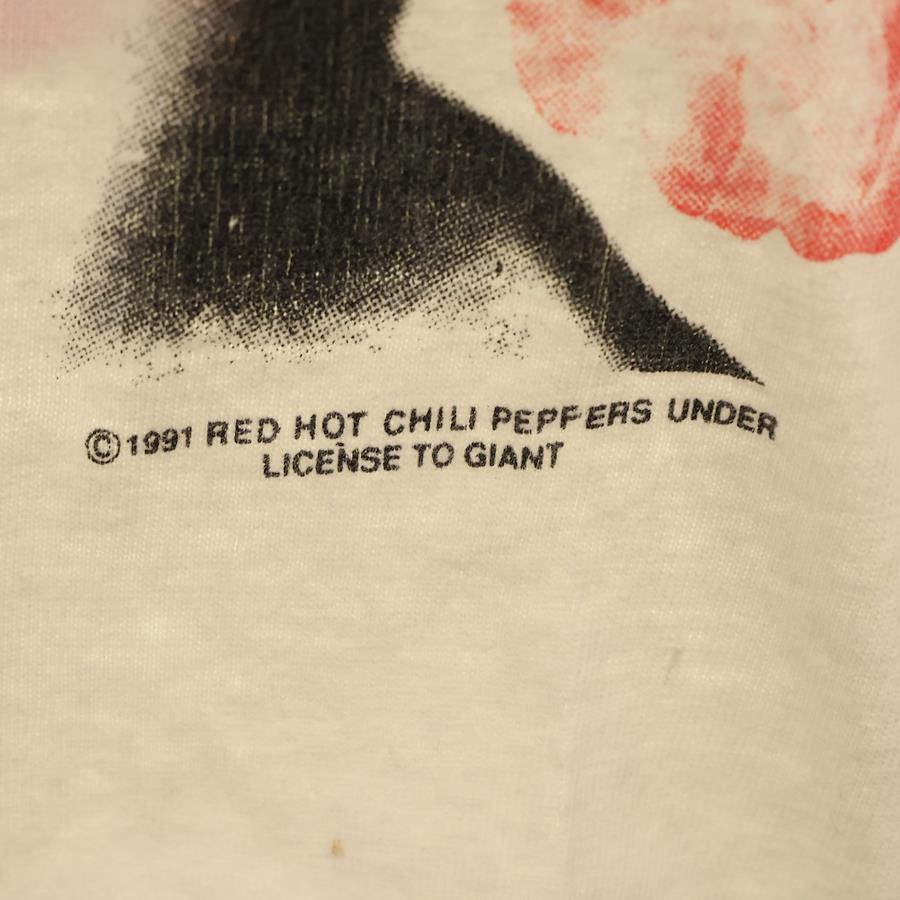 ©1991 RED HOT CHILI PEPPERS UNDER
LICENSE TO GIANT